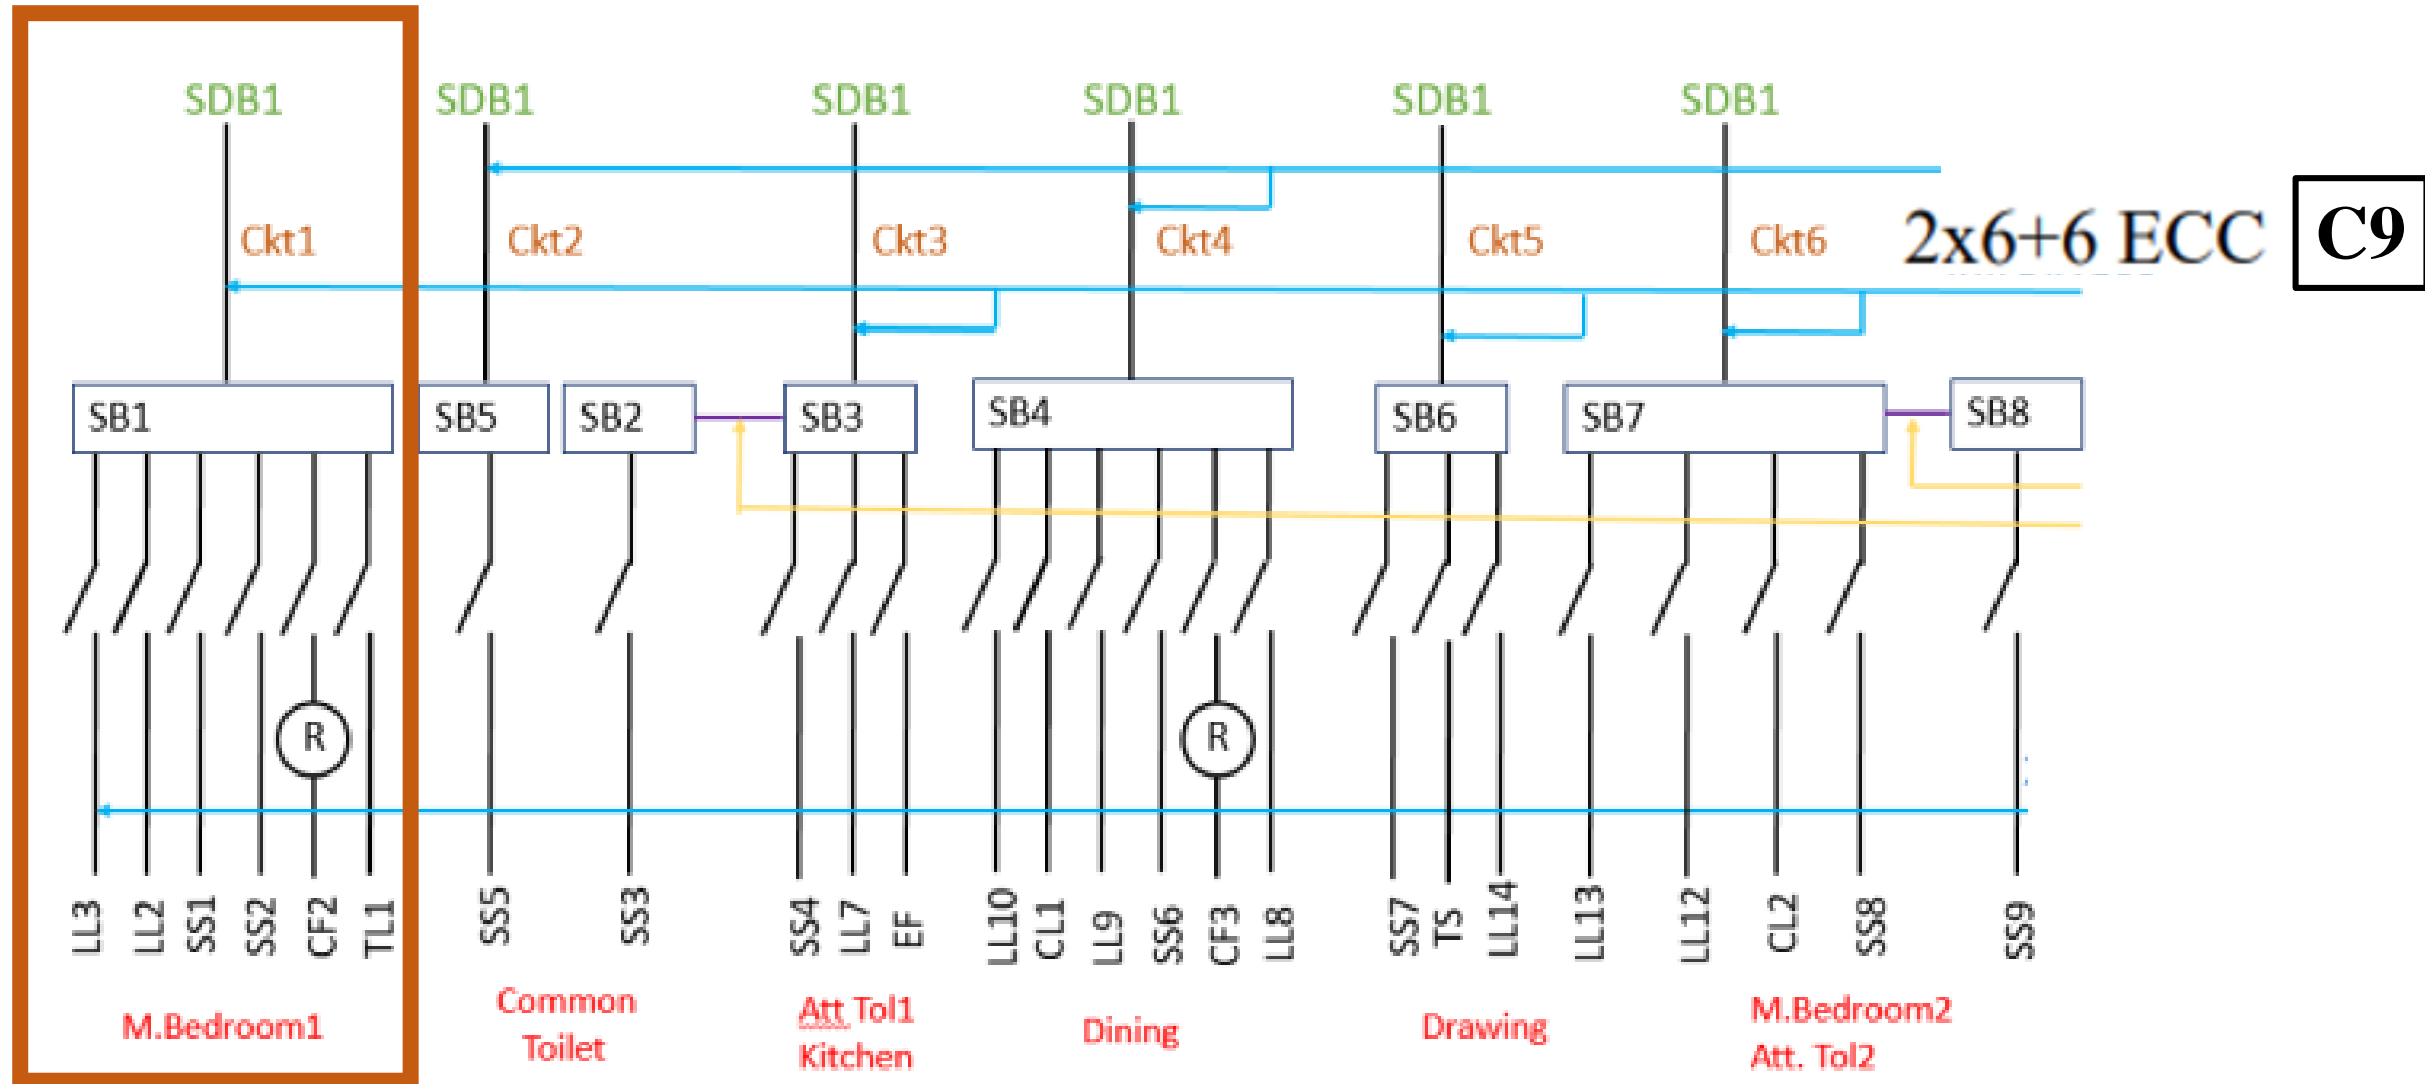 SDB1 SDB1 SDB1 SDB1 SDB1 SDB1
Ckt1 Ckt2 Ckt3 Ckt4 Ckt5 Ckt6 2x6+6 ECC C9
SB1 SB5 SB2 SB3 SB4 SB6 SB7 SB8
R R
LL3 LL2 SS1 SS2 CF2 TL1 SS5 SS3 SS4 LL7 EF LL10 CL1 LL9 SS6 CF3 LL8 SS7 TS LL14 LL13 LL12 CL2 SS8 SS9
M.Bedroom1
Common
Toilet
Att Tol1
Kitchen
Dining
Drawing
M.Bedroom2
Att. Tol2